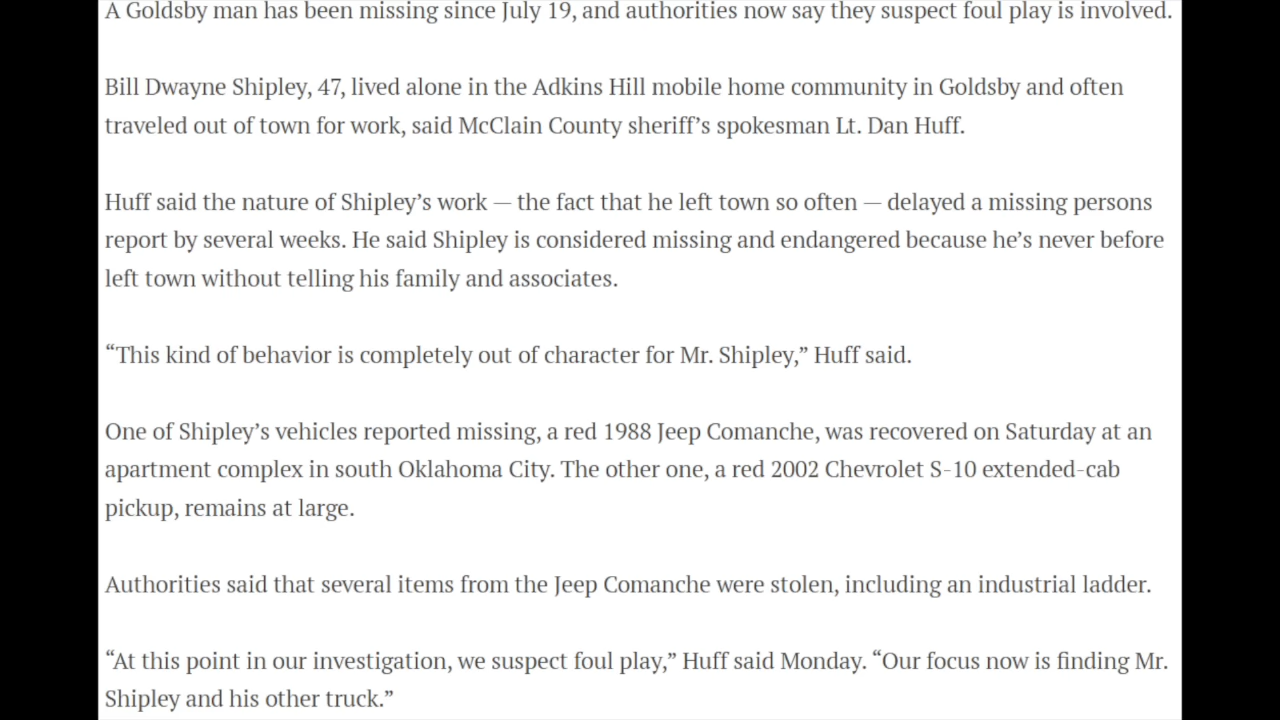 A Goldsby man has been missing since July 19, and authorities now say they suspect foul play is involved.
Bill Dwayne Shipley, 47, lived alone in the Adkins Hill mobile home community in Goldsby and often
traveled out of town for work, said McClain County sheriff’s spokesman Lt. Dan Huff.
Huff said the nature of Shipley’s work — the fact that he left town so often — delayed a missing persons
report by several weeks. He said Shipley is considered missing and endangered because he’s never before
left town without telling his family and associates.
“This kind of behavior is completely out of character for Mr. Shipley,” Huff said.
One of Shipley’s vehicles reported missing, a red 1988 Jeep Comanche, was recovered on Saturday at an
apartment complex in south Oklahoma City. The other one, a red 2002 Chevrolet S-10 extended-cab
pickup, remains at large.
Authorities said that several items from the Jeep Comanche were stolen, including an industrial ladder.
“At this point in our investigation, we suspect foul play,” Huff said Monday. “Our focus now is finding Mr.
Shipley and his other truck.”